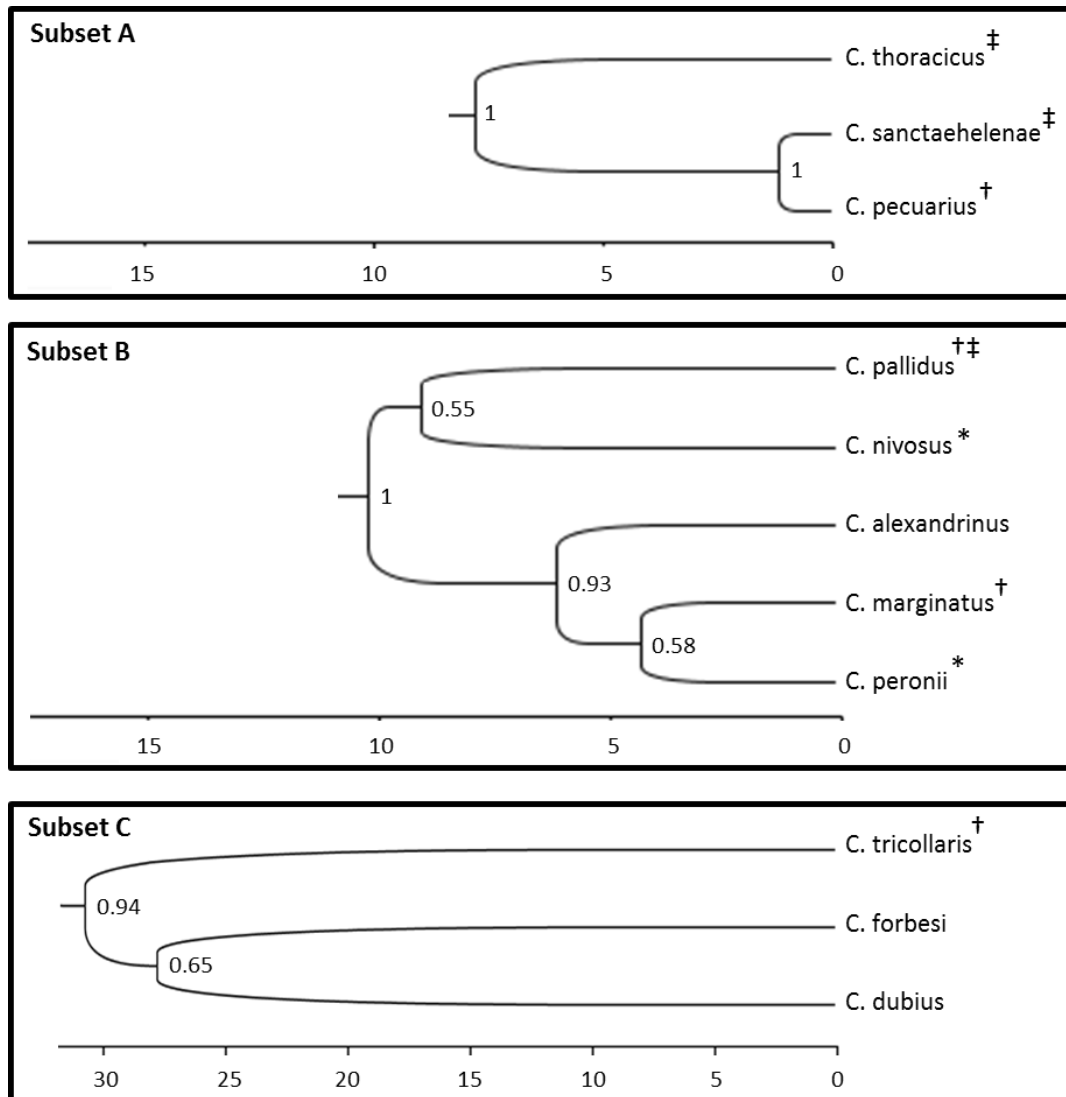 Subset A
C. thoracicus‡
1
C. sanctaehelenae‡
1
C. pecuarius†
15 10 5 0
Subset B
C. pallidus†‡
0.55
C. nivosus*
1
C. alexandrinus
0.93
C. marginatus†
0.58
C. peronii*
15 10 5 0
Subset C
C. tricollaris†
0.94
C. forbesi
0.65
C. dubius
30 25 20 15 10 5 0